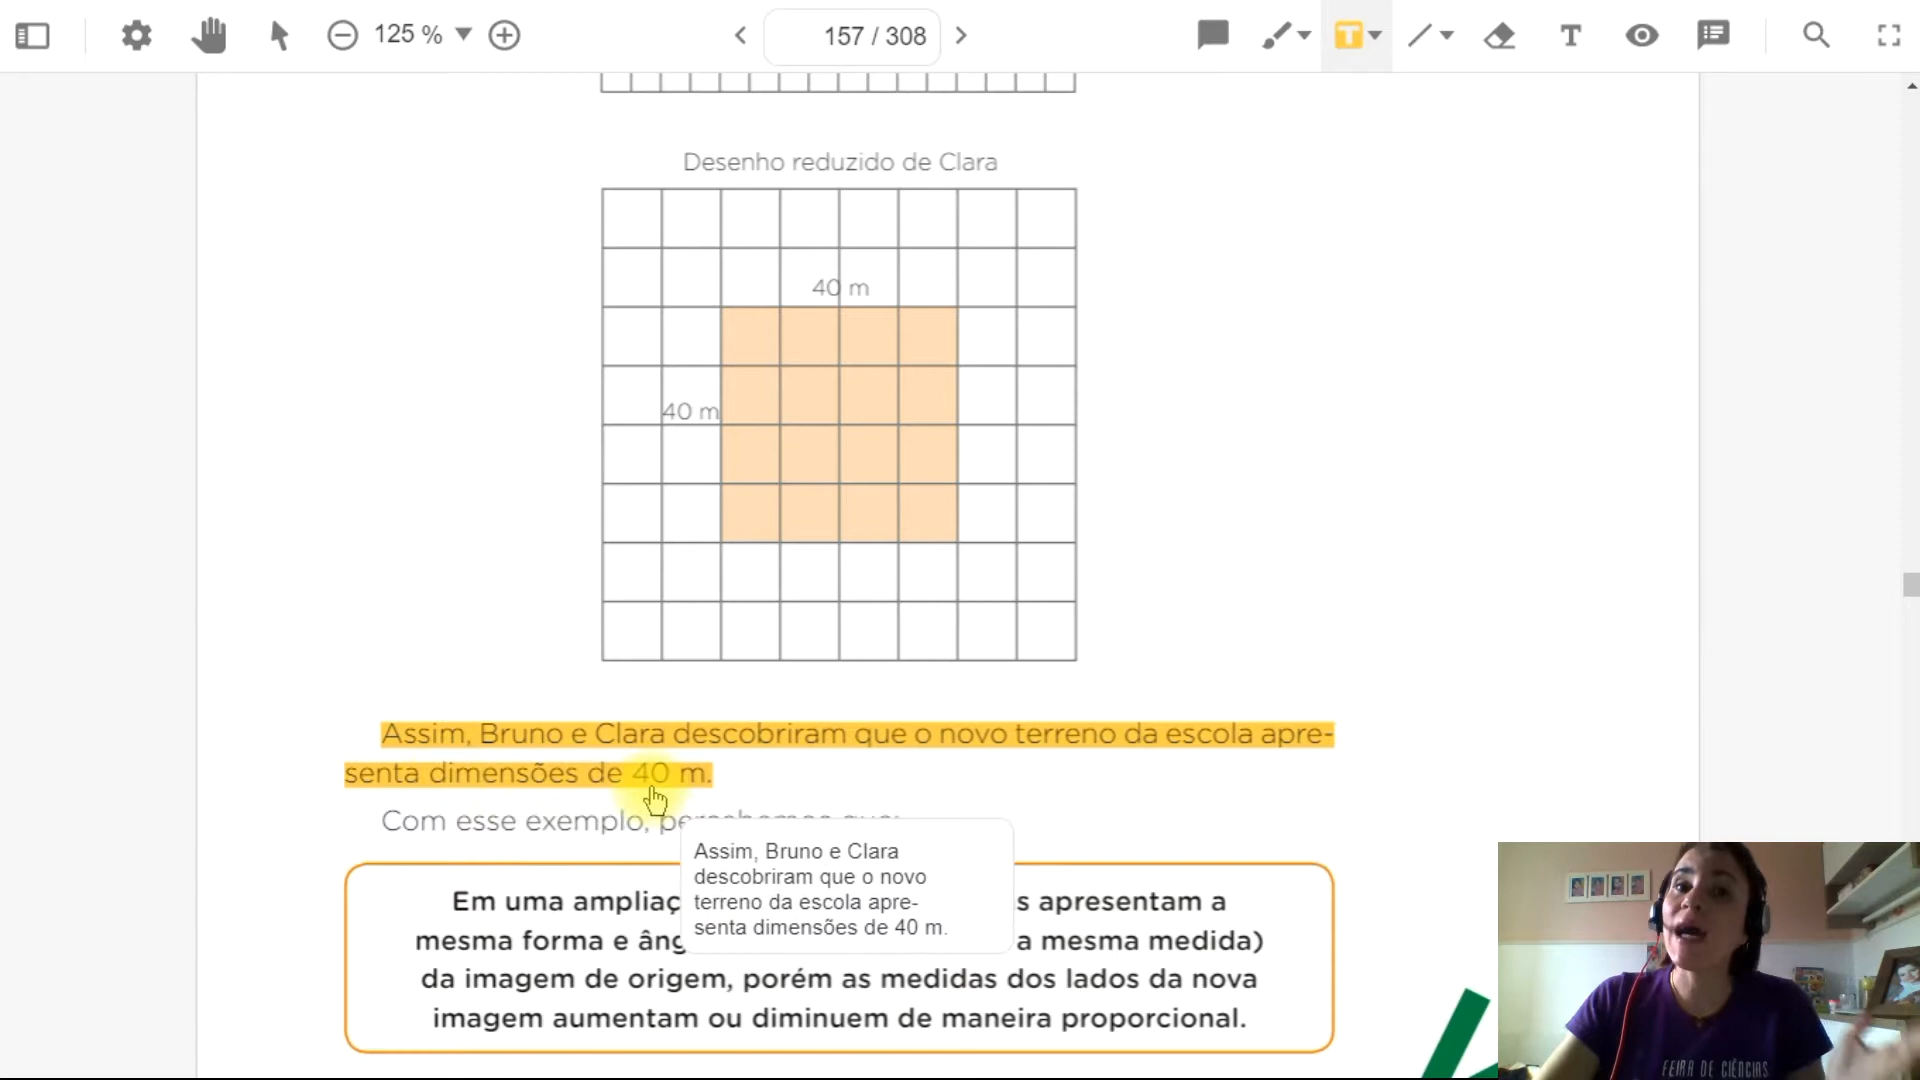 125 %
157 / 308
Desenho reduzido de Clara
40 m
40 m
Assim, Bruno e Clara descobriram que o novo terreno da escola apre-
senta dimensões de 40 m.
Com esse exemplo,
Assim, Bruno e Clara
descobriram que o novo
terreno da escola apre-
senta dimensões de 40 m.
Em uma s apresentam a
mesma forma e a mesma medida)
da imagem de origem, porém as medidas dos lados da nova
imagem aumentam ou diminuem de maneira proporcional.
FEIRA DE CIÊNCIAS